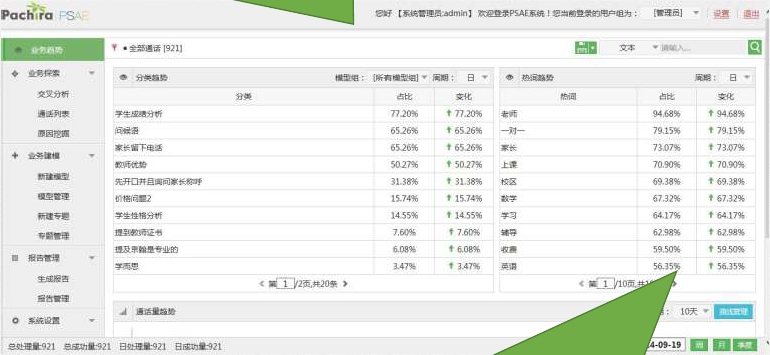 Pachira PSAE
您好 【系统管理员:admin】 欢迎登录PSAE系统！您当前登录的用户组为： [管理员] 设置 退出
业务趋势
全部通话 [921]
文本 请输入...
业务探索
交叉分析
通话列表
原因挖掘
业务建模
新建模型
模型管理
新建专题
专题管理
报告管理
生成报告
报告管理
系统设置
分类趋势 模型组： [所有模型组] 周期： 日
分类 占比 变化
学生成绩分析 77.20% 77.20%
问候语 65.26% 65.26%
家长留下电话 65.26% 65.26%
教师优势 50.27% 50.27%
先开口并且询问家长称呼 31.38% 31.38%
价格问题2 15.74% 15.74%
学生性格分析 14.55% 14.55%
提到教师证书 7.60% 7.60%
提及京翰是专业的 6.08% 6.08%
学而思 3.47% 3.47%
第 1 /2页,共20条
热词趋势 周期： 日
热词 占比 变化
老师 94.68% 94.68%
一对一 79.15% 79.15%
家长 73.07% 73.07%
上课 70.90% 70.90%
校区 69.38% 69.38%
数学 67.32% 67.32%
学习 64.17% 64.17%
辅导 62.98% 62.98%
收费 59.50% 59.50%
英语 56.35% 56.35%
第 1 /10页,共
通话量趋势
10天
4-09-19 周 月 季度
总处理量:921 总成功量:921 日处理量:921 日成功量:921